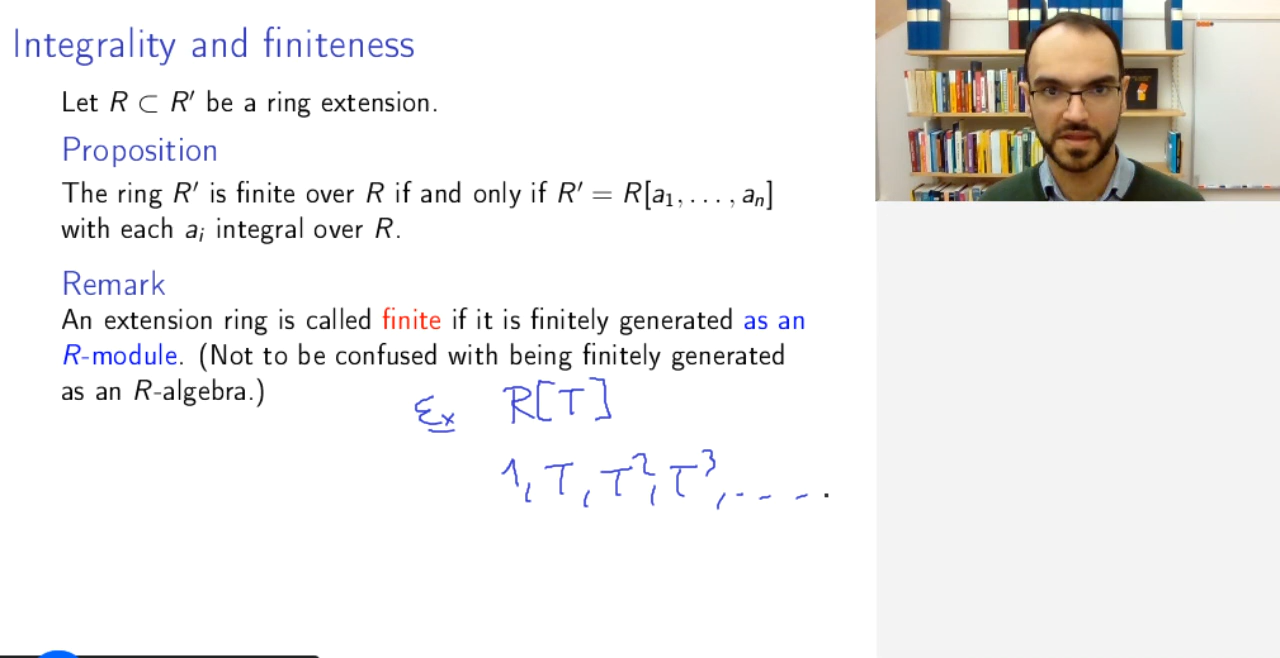 Integrality and finiteness
Let R ⊂ R′ be a ring extension.
Proposition
The ring R′ is finite over R if and only if R′ = R[a₁, . . . , aₙ]
with each aᵢ integral over R.
Remark
An extension ring is called finite if it is finitely generated as an
R-module. (Not to be confused with being finitely generated
as an R-algebra.)
Ex R[T]
1, T, T², T³, . . . .